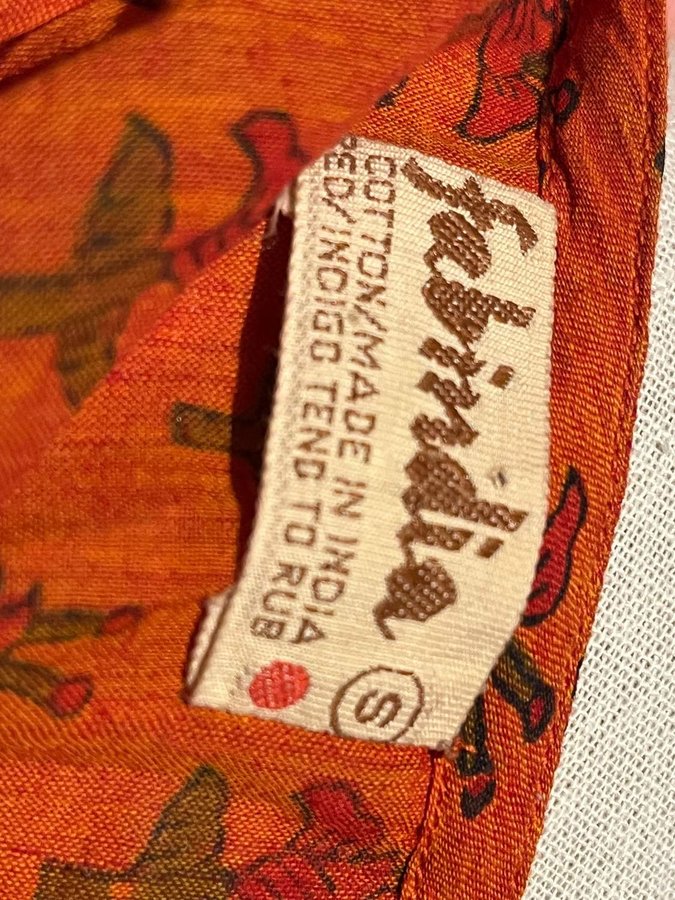 fabindia
COTTON/MADE IN INDIA
RED/INDIGO TEND TO RUB
S